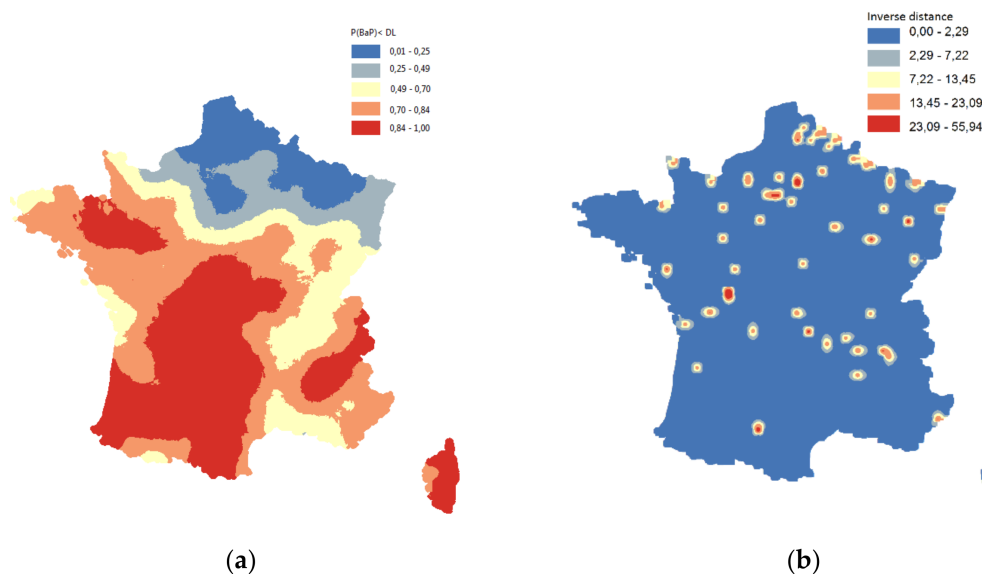 P(BaP)< DL
0,01 - 0,25
0,25 - 0,49
0,49 - 0,70
0,70 - 0,84
0,84 - 1,00
Inverse distance
0,00 - 2,29
2,29 - 7,22
7,22 - 13,45
13,45 - 23,09
23,09 - 55,94
(a)
(b)